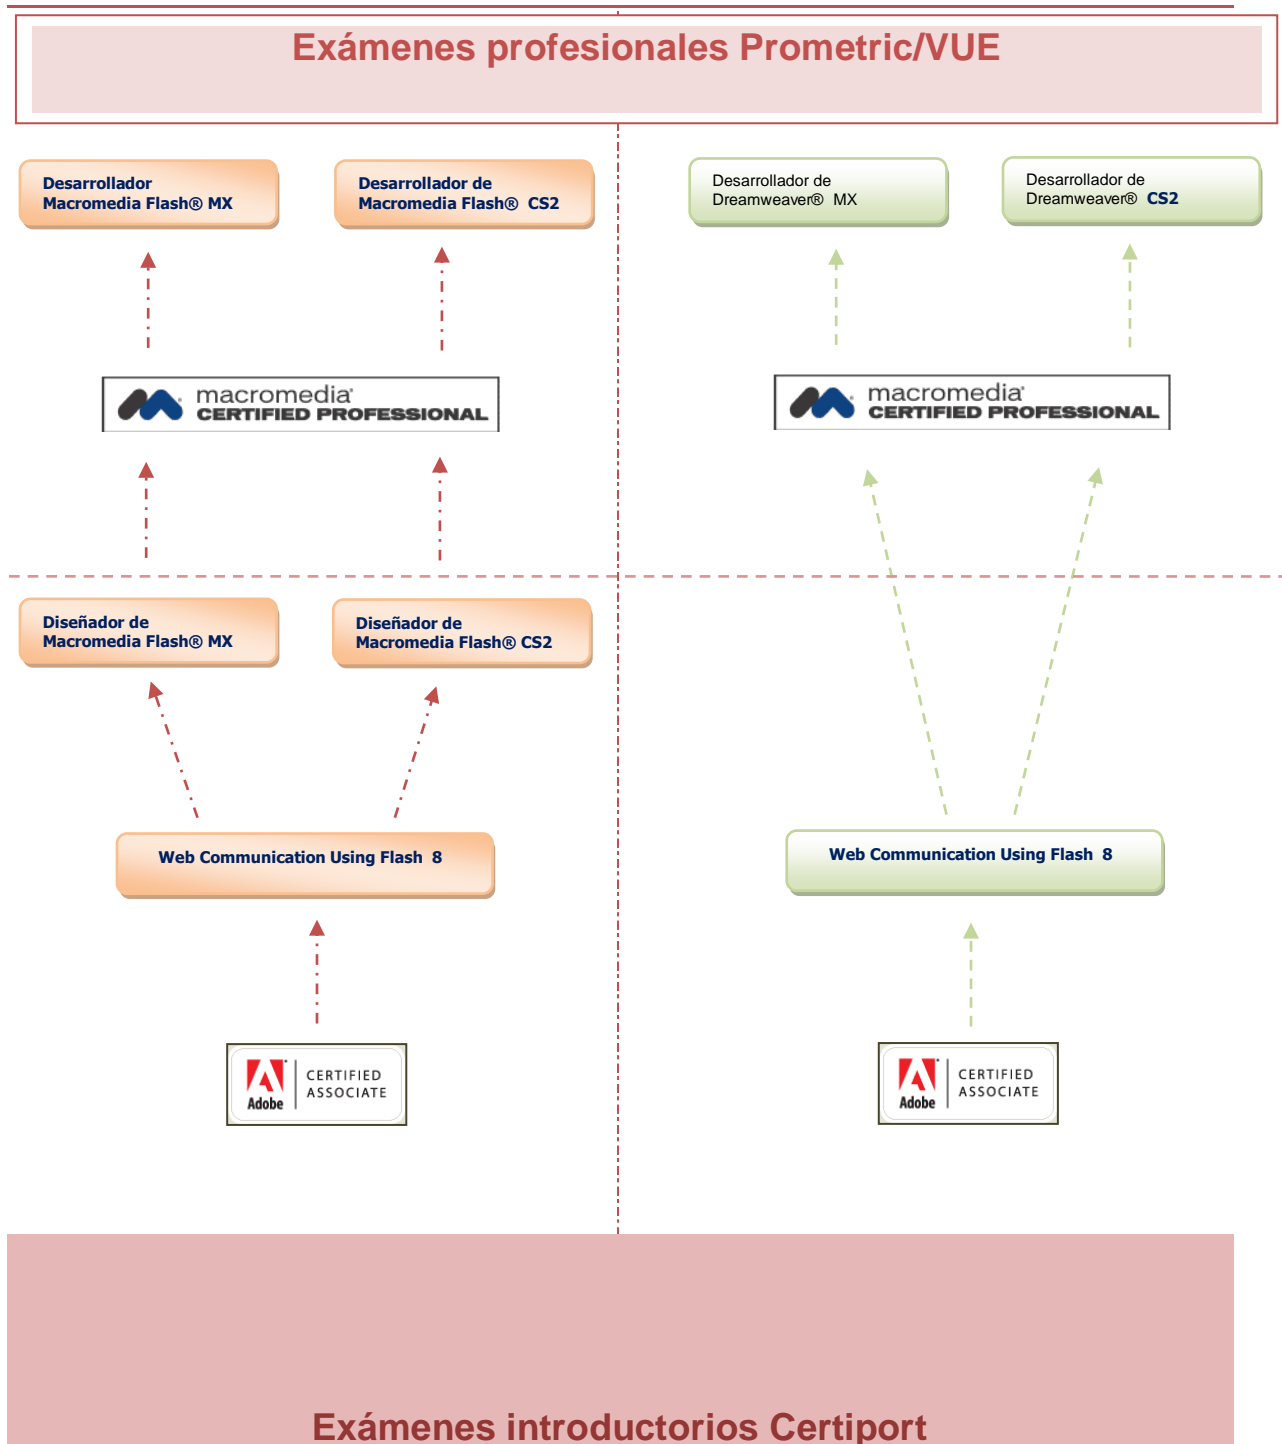 Exámenes profesionales Prometric/VUE
Desarrollador
Macromedia Flash® MX
Desarrollador de
Macromedia Flash® CS2
Desarrollador de
Dreamweaver® MX
Desarrollador de
Dreamweaver® CS2
macromedia®
CERTIFIED PROFESSIONAL
macromedia®
CERTIFIED PROFESSIONAL
Diseñador de
Macromedia Flash® MX
Diseñador de
Macromedia Flash® CS2
Web Communication Using Flash 8
Web Communication Using Flash 8
Adobe
CERTIFIED
ASSOCIATE
Adobe
CERTIFIED
ASSOCIATE
Exámenes introductorios Certiport